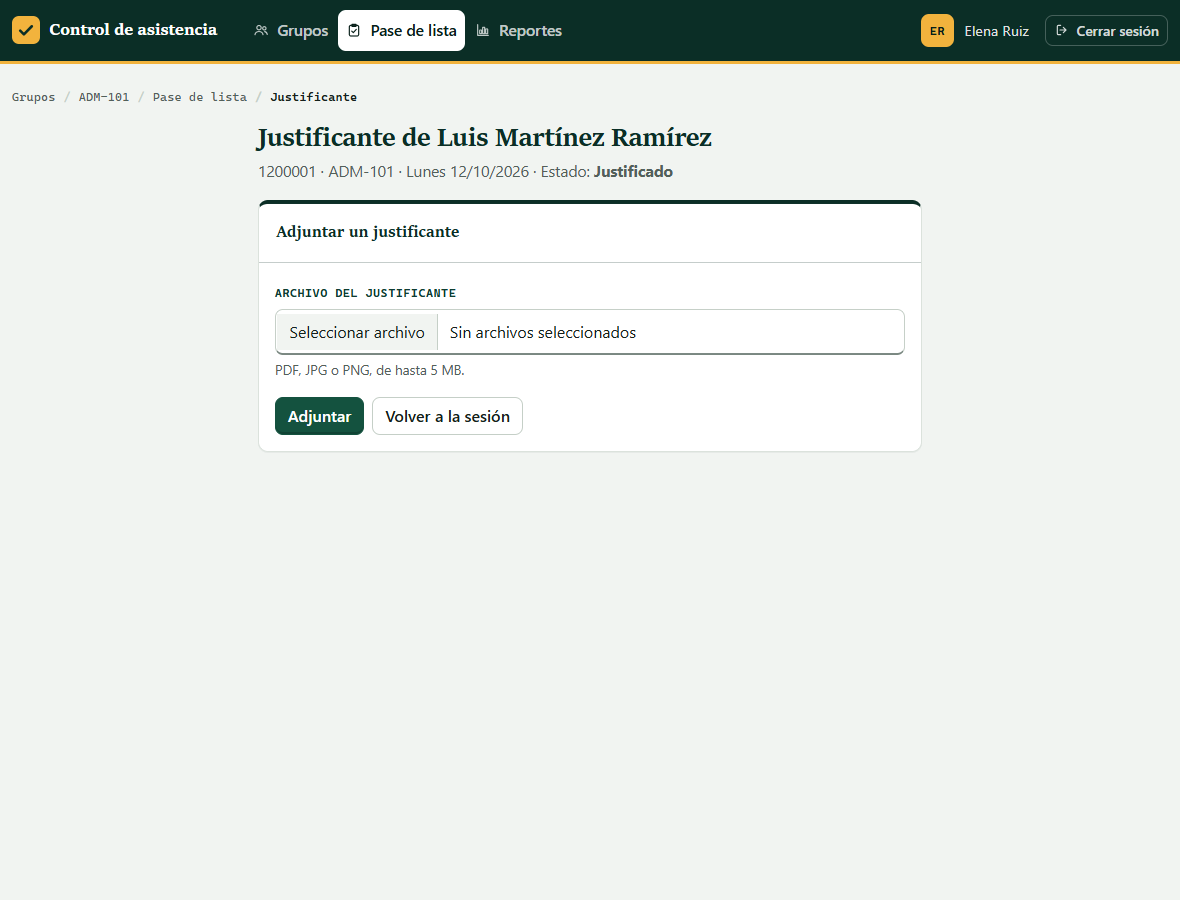 Control de asistencia
Grupos
Pase de lista
Reportes
ER
Elena Ruiz
Cerrar sesión
Grupos / ADM-101 / Pase de lista / Justificante
Justificante de Luis Martínez Ramírez
1200001 · ADM-101 · Lunes 12/10/2026 · Estado: Justificado
Adjuntar un justificante
ARCHIVO DEL JUSTIFICANTE
Seleccionar archivo Sin archivos seleccionados
PDF, JPG o PNG, de hasta 5 MB.
Adjuntar
Volver a la sesión